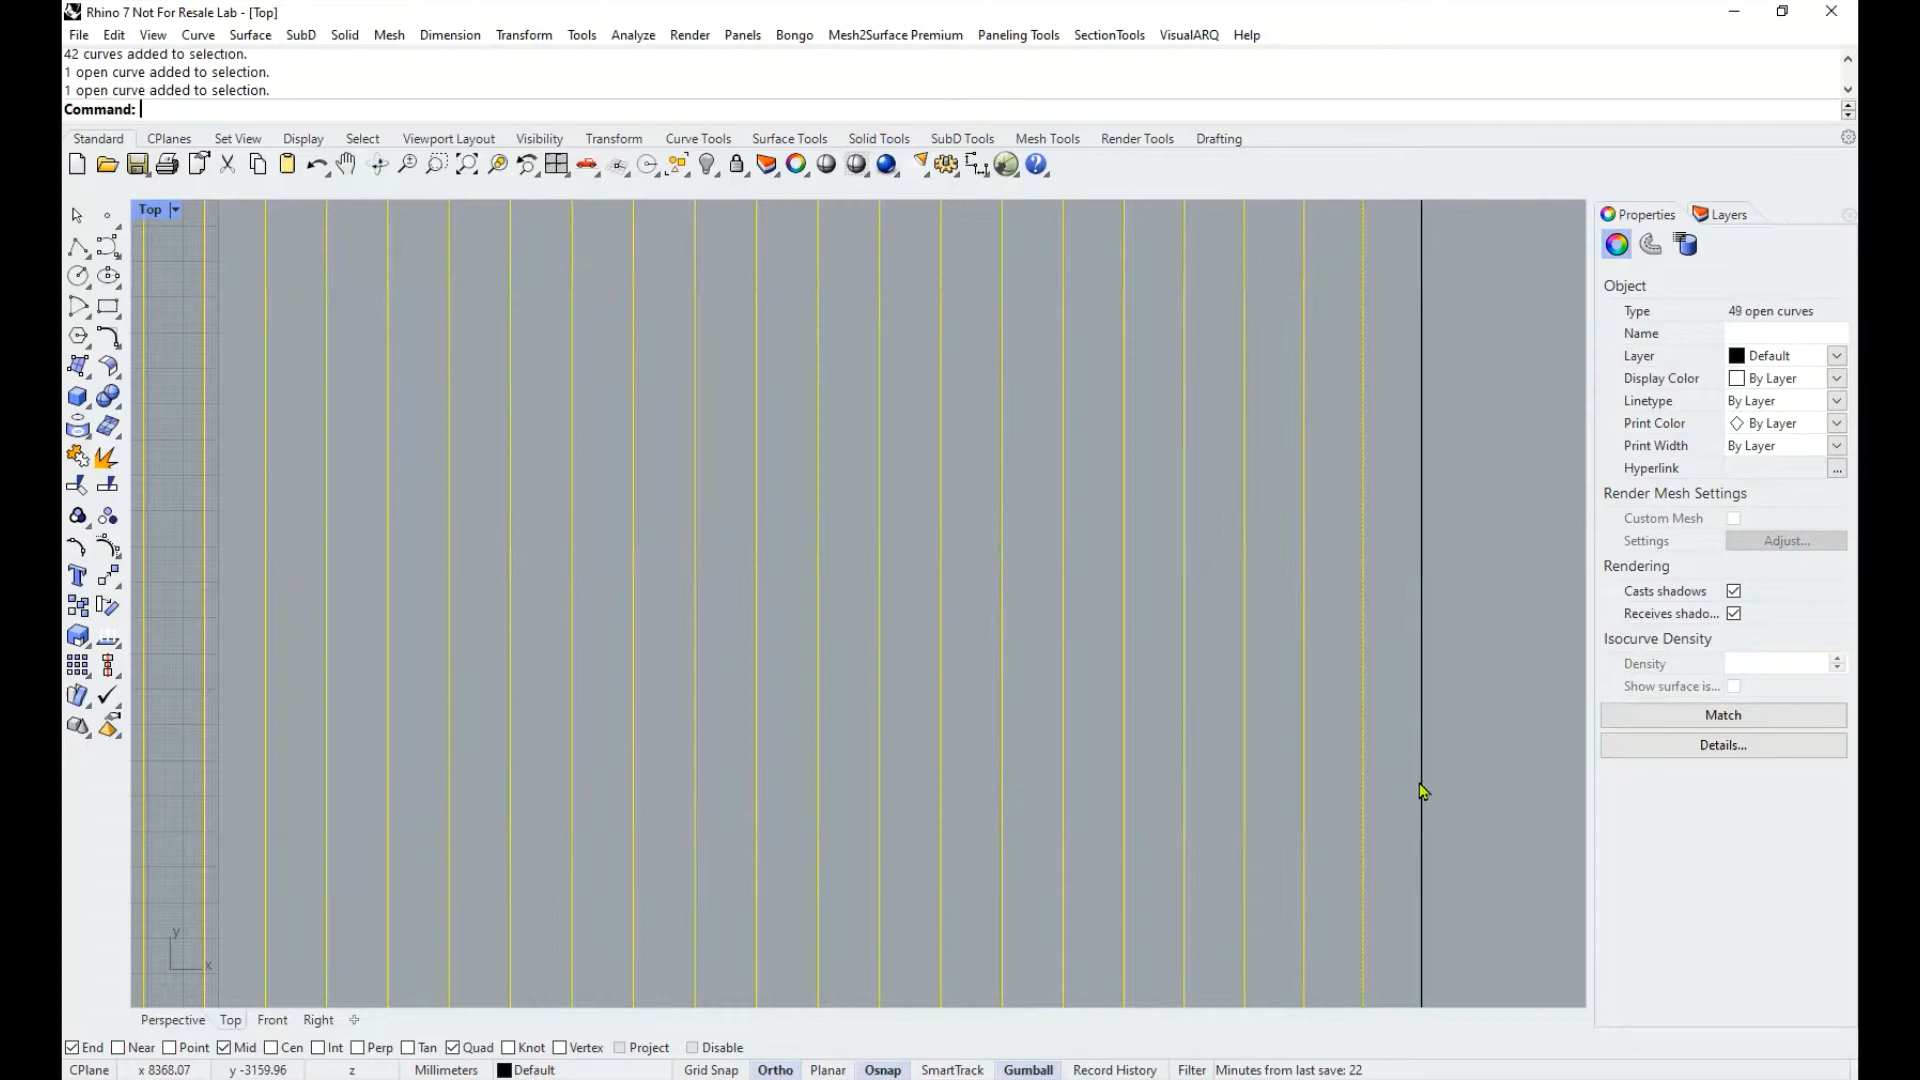 Rhino 7 Not For Resale Lab - [Top]
File Edit View Curve Surface SubD Solid Mesh Dimension Transform Tools Analyze Render Panels Bongo Mesh2Surface Premium Paneling Tools SectionTools VisualARQ Help
42 curves added to selection.
1 open curve added to selection.
1 open curve added to selection.
Command:
Standard CPlanes Set View Display Select Viewport Layout Visibility Transform Curve Tools Surface Tools Solid Tools SubD Tools Mesh Tools Render Tools Drafting
Top
Properties Layers
Object
Type 49 open curves
Name
Layer Default
Display Color By Layer
Linetype By Layer
Print Color By Layer
Print Width By Layer
Hyperlink ...
Render Mesh Settings
Custom Mesh
Settings Adjust...
Rendering
Casts shadows
Receives shado...
Isocurve Density
Density
Show surface is...
Match
Details...
y
x
Perspective Top Front Right
End Near Point Mid Cen Int Perp Tan Quad Knot Vertex Project Disable
CPlane x 8368.07 y -3159.96 z Millimeters Default Grid Snap Ortho Planar Osnap SmartTrack Gumball Record History Filter Minutes from last save: 22